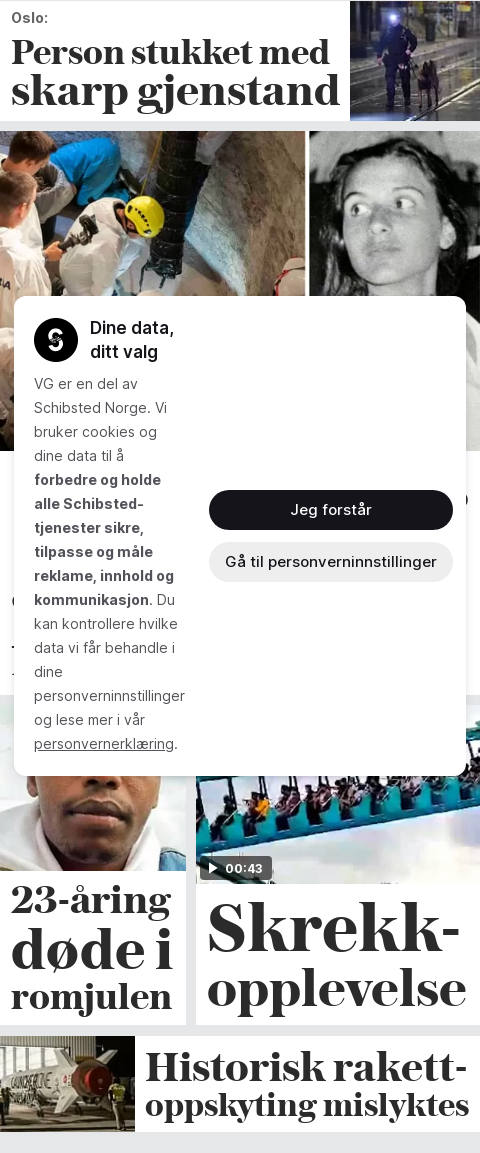 Oslo:
Person stukket med
skarp gjenstand
Dine data,
ditt valg
VG er en del av
Schibsted Norge. Vi
bruker cookies og
dine data til å
forbedre og holde
alle Schibsted-
tjenester sikre,
tilpasse og måle
reklame, innhold og
kommunikasjon. Du
kan kontrollere hvilke
data vi får behandle i
dine
personverninnstillinger
og lese mer i vår
personvernerklæring.
Jeg forstår
Gå til personverninnstillinger
00:43
23-åring
døde i
romjulen
Skrekk-
opplevelse
Historisk rakett-
oppskyting mislyktes